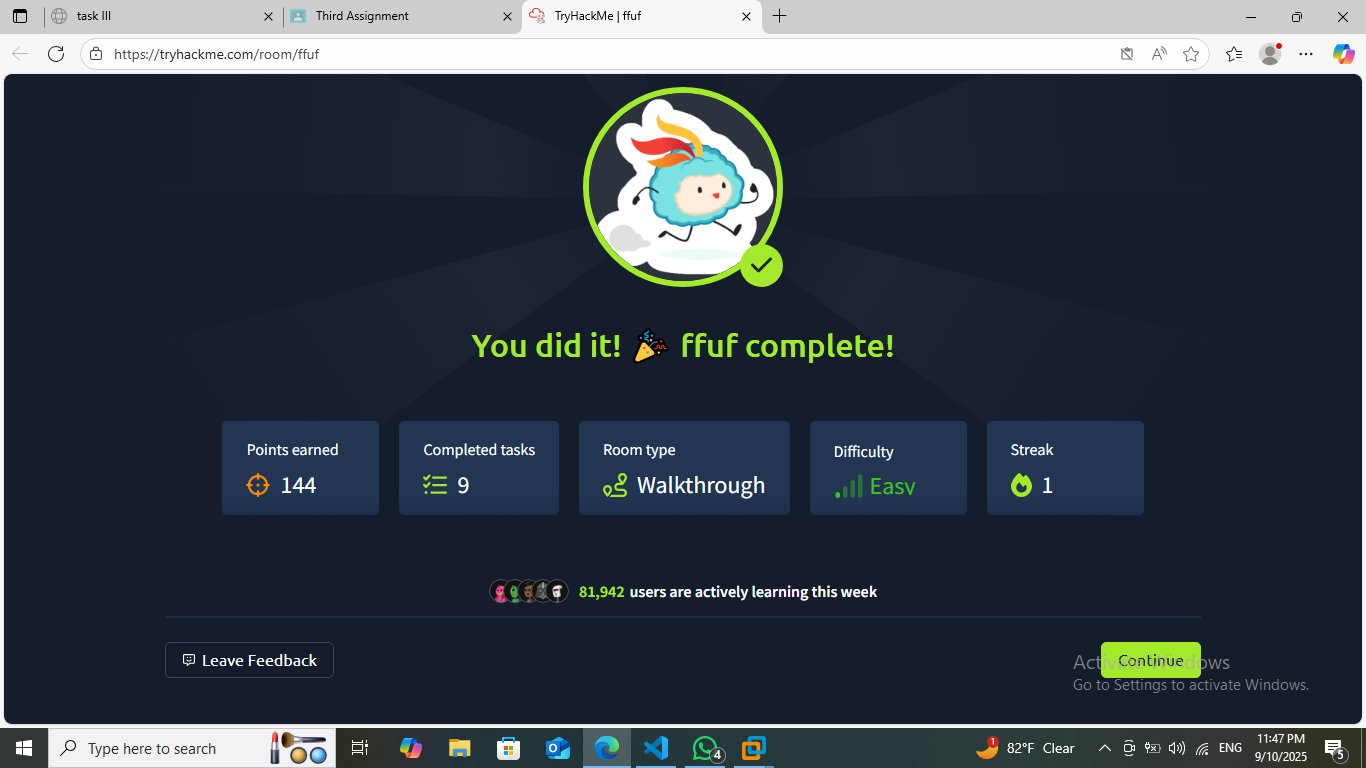 task III
Third Assignment
TryHackMe | ffuf
https://tryhackme.com/room/ffuf
You did it! 🎉 ffuf complete!
Points earned
144
Completed tasks
9
Room type
Walkthrough
Difficulty
Easy
Streak
1
81,942 users are actively learning this week
Leave Feedback
Continue
Activate Windows
Go to Settings to activate Windows.
Type here to search
4
1
82°F Clear
ENG
11:47 PM
9/10/2025
5